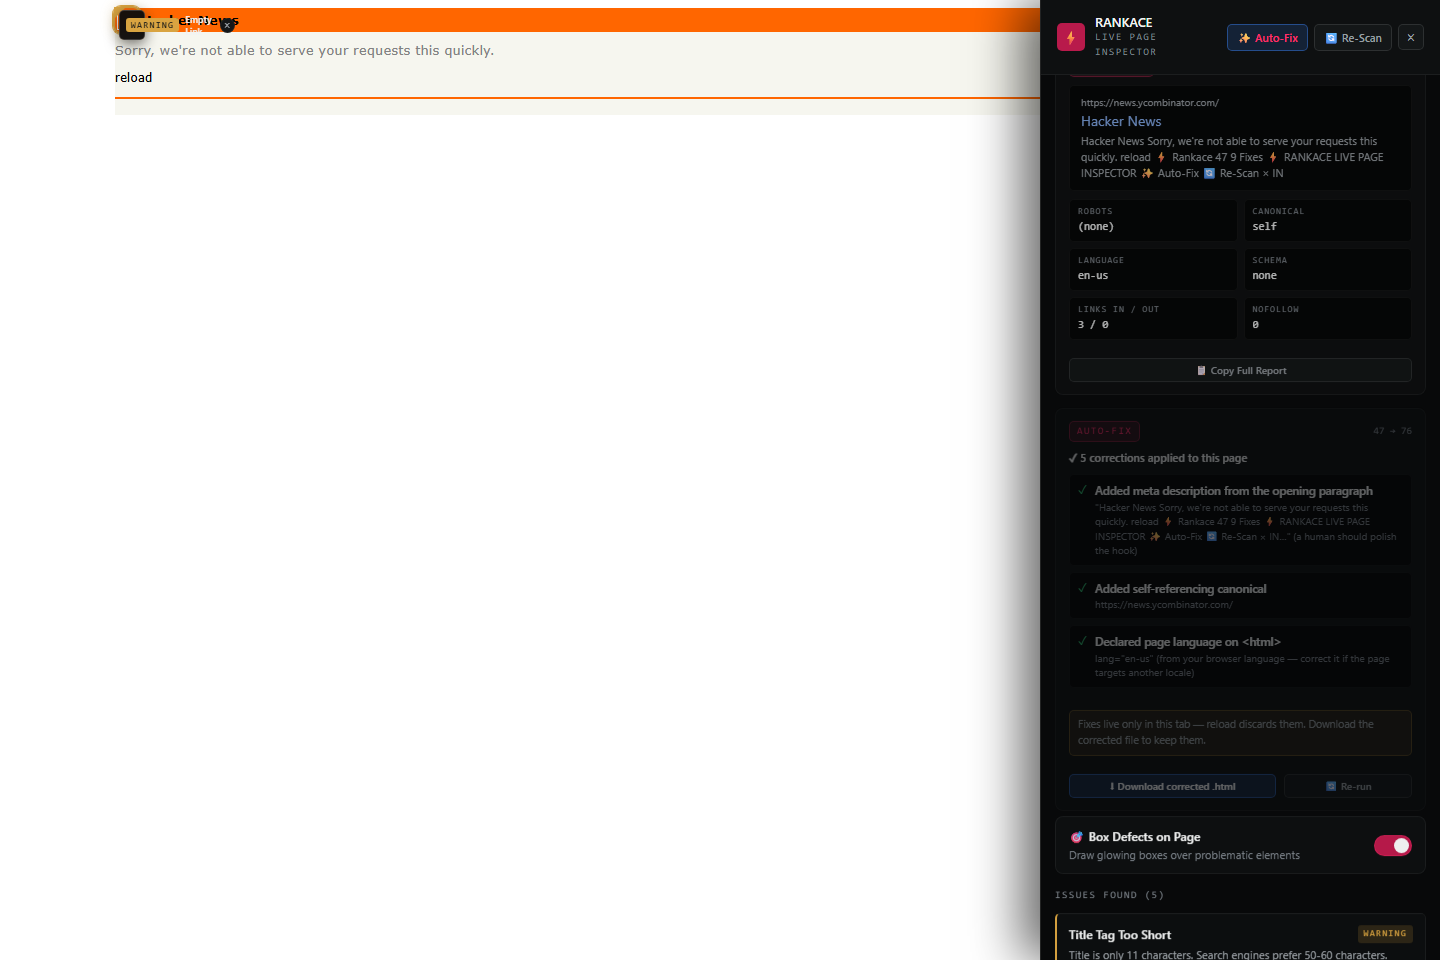 WARNING
Empty
Link
×
Sorry, we're not able to serve your requests this quickly.
reload
RANKACE
LIVE PAGE
INSPECTOR
✨ Auto-Fix
🔄 Re-Scan
×
https://news.ycombinator.com/
Hacker News
Hacker News Sorry, we're not able to serve your requests this
quickly. reload ⚡ Rankace 47 9 Fixes ⚡ RANKACE LIVE PAGE
INSPECTOR ✨ Auto-Fix 🔄 Re-Scan × IN
ROBOTS
(none)
CANONICAL
self
LANGUAGE
en-us
SCHEMA
none
LINKS IN / OUT
3 / 0
NOFOLLOW
0
📋 Copy Full Report
AUTO-FIX
47 → 76
✓ 5 corrections applied to this page
✓ Added meta description from the opening paragraph
"Hacker News Sorry, we're not able to serve your requests this
quickly. reload ⚡ Rankace 47 9 Fixes ⚡ RANKACE LIVE PAGE
INSPECTOR ✨ Auto-Fix 🔄 Re-Scan × IN…" (a human should polish
the hook)
✓ Added self-referencing canonical
https://news.ycombinator.com/
✓ Declared page language on <html>
lang="en-us" (from your browser language — correct it if the page
targets another locale)
Fixes live only in this tab — reload discards them. Download the
corrected file to keep them.
⬇ Download corrected .html
🔄 Re-run
🎯 Box Defects on Page
Draw glowing boxes over problematic elements
ISSUES FOUND (5)
Title Tag Too Short
WARNING
Title is only 11 characters. Search engines prefer 50-60 characters.